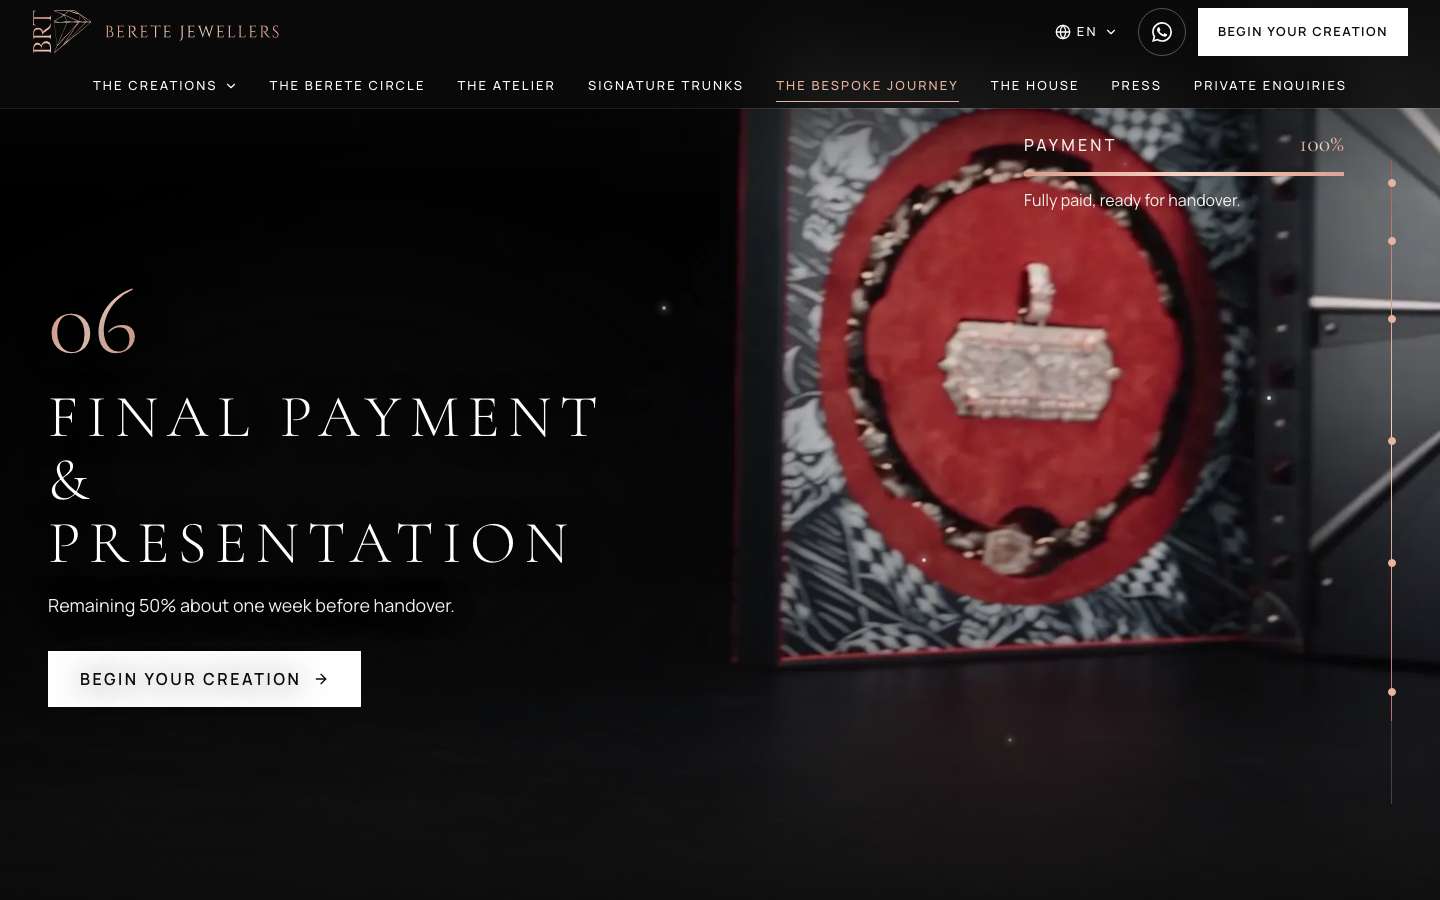 BRT
BERETE JEWELLERS
EN
BEGIN YOUR CREATION
THE CREATIONS
THE BERETE CIRCLE
THE ATELIER
SIGNATURE TRUNKS
THE BESPOKE JOURNEY
THE HOUSE
PRESS
PRIVATE ENQUIRIES
PAYMENT
100%
Fully paid, ready for handover.
06
FINAL PAYMENT
&
PRESENTATION
Remaining 50% about one week before handover.
BEGIN YOUR CREATION